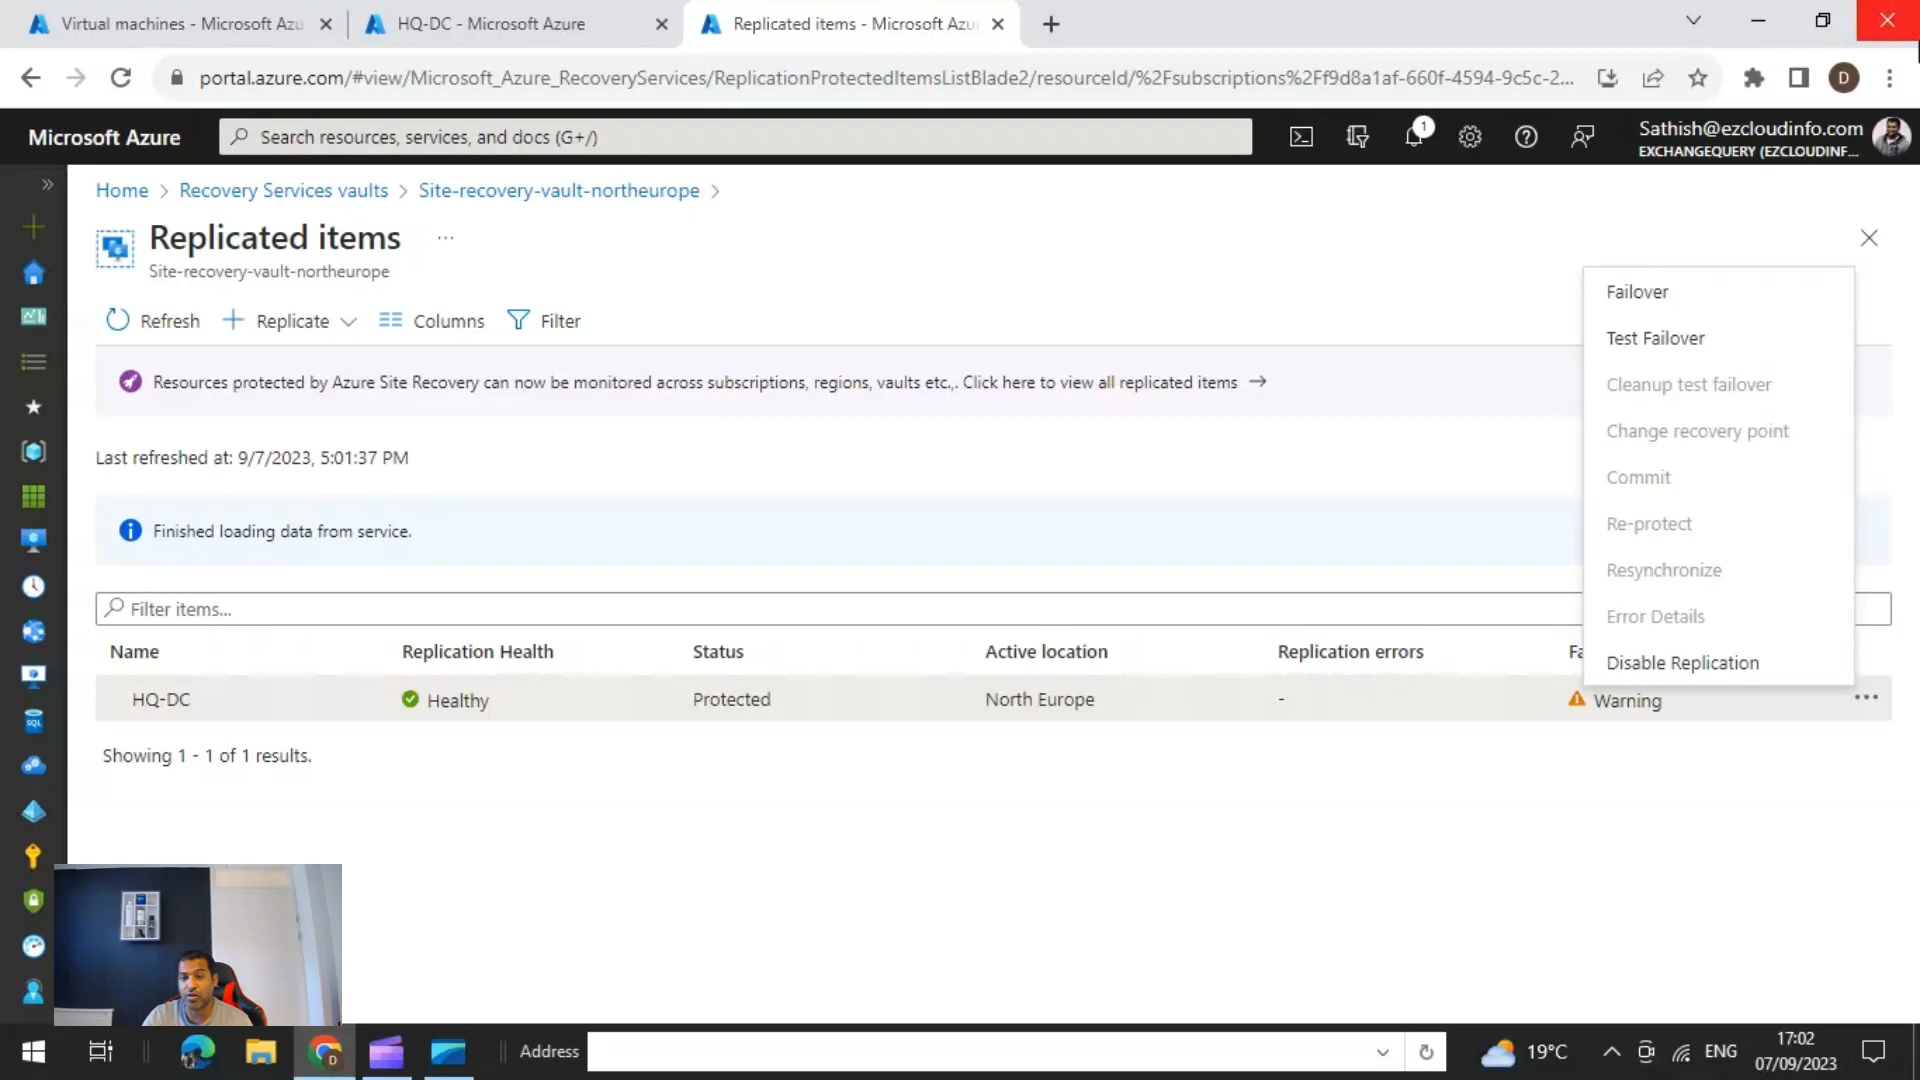 Virtual machines - Microsoft Azu
HQ-DC - Microsoft Azure
Replicated items - Microsoft Azu
portal.azure.com/#view/Microsoft_Azure_RecoveryServices/ReplicationProtectedItemsListBlade2/resourceId/%2Fsubscriptions%2Ff9d8a1af-660f-4594-9c5c-2...
D
Microsoft Azure
Search resources, services, and docs (G+/)
1
Sathish@ezcloudinfo.com
EXCHANGEQUERY (EZCLOUDINF...
Home > Recovery Services vaults > Site-recovery-vault-northeurope >
Replicated items ...
Site-recovery-vault-northeurope
Refresh
Replicate
Columns
Filter
Resources protected by Azure Site Recovery can now be monitored across subscriptions, regions, vaults etc.,. Click here to view all replicated items →
Last refreshed at: 9/7/2023, 5:01:37 PM
Finished loading data from service.
Filter items...
Failover
Test Failover
Cleanup test failover
Change recovery point
Commit
Re-protect
Resynchronize
Error Details
Disable Replication
Name Replication Health Status Active location Replication errors Fa
HQ-DC Healthy Protected North Europe - Warning ...
Showing 1 - 1 of 1 results.
SQL
D
Address
19°C
ENG
17:02
07/09/2023